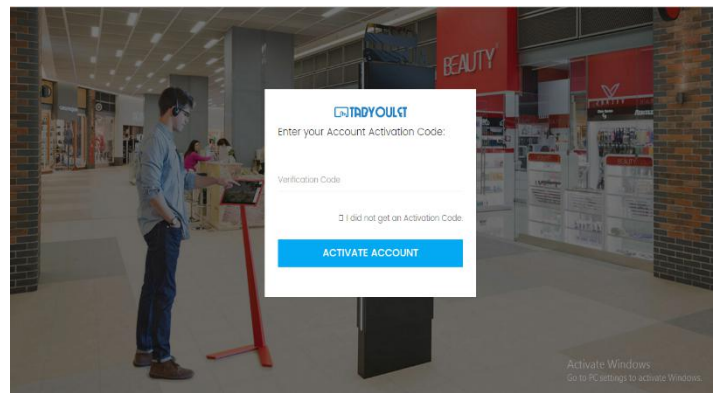 BEAUTY
TADYOULGT
Enter your Account Activation Code:
Verification Code
I did not get an Activation Code.
ACTIVATE ACCOUNT
Activate Windows
Go to PC settings to activate Windows.